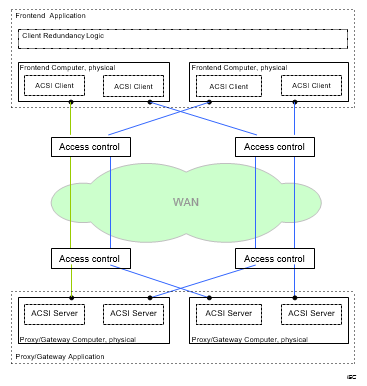 Frontend Application
Client Redundancy Logic
Frontend Computer, physical
Frontend Computer, physical
ACSI Client
ACSI Client
ACSI Client
ACSI Client
Access control
Access control
WAN
Access control
Access control
ACSI Server
ACSI Server
ACSI Server
ACSI Server
Proxy/Gateway Computer, physical
Proxy/Gateway Computer, physical
Proxy/Gateway Application
IEC